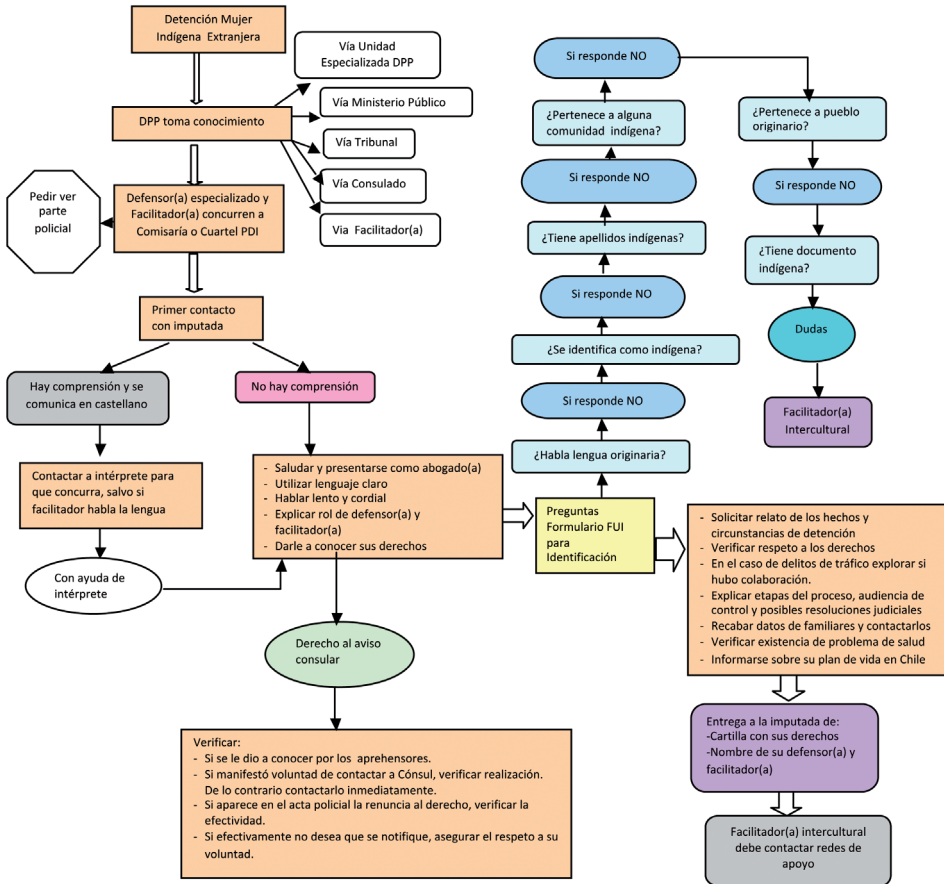 Detención Mujer
Indígena Extranjera
DPP toma conocimiento
Vía Unidad
Especializada DPP
Vía Ministerio Público
Vía Tribunal
Vía Consulado
Via Facilitador(a)
Pedir ver
parte
policial
Defensor(a) especializado y
Facilitador(a) concurren a
Comisaría o Cuartel PDI
Primer contacto
con imputada
Hay comprensión y se
comunica en castellano
No hay comprensión
Contactar a intérprete para
que concurra, salvo si
facilitador habla la lengua
Con ayuda de
intérprete
- Saludar y presentarse como abogado(a)
- Utilizar lenguaje claro
- Hablar lento y cordial
- Explicar rol de defensor(a) y
facilitador(a)
- Darle a conocer sus derechos
Derecho al aviso
consular
Verificar:
- Si se le dio a conocer por los aprehensores.
- Si manifestó voluntad de contactar a Cónsul, verificar realización.
De lo contrario contactarlo inmediatamente.
- Si aparece en el acta policial la renuncia al derecho, verificar la
efectividad.
- Si efectivamente no desea que se notifique, asegurar el respeto a su
voluntad.
Preguntas
Formulario FUI
para
Identificación
¿Habla lengua originaria?
Si responde NO
¿Se identifica como indígena?
Si responde NO
¿Tiene apellidos indígenas?
Si responde NO
¿Pertenece a alguna
comunidad indígena?
Si responde NO
¿Pertenece a pueblo
originario?
Si responde NO
¿Tiene documento
indígena?
Dudas
Facilitador(a)
Intercultural
- Solicitar relato de los hechos y
circunstancias de detención
- Verificar respeto a los derechos
- En el caso de delitos de tráfico explorar si
hubo colaboración.
- Explicar etapas del proceso, audiencia de
control y posibles resoluciones judiciales
- Recabar datos de familiares y contactarlos
- Verificar existencia de problema de salud
- Informarse sobre su plan de vida en Chile
Entrega a la imputada de:
-Cartilla con sus derechos
-Nombre de su defensor(a) y
facilitador(a)
Facilitador(a) intercultural
debe contactar redes de
apoyo